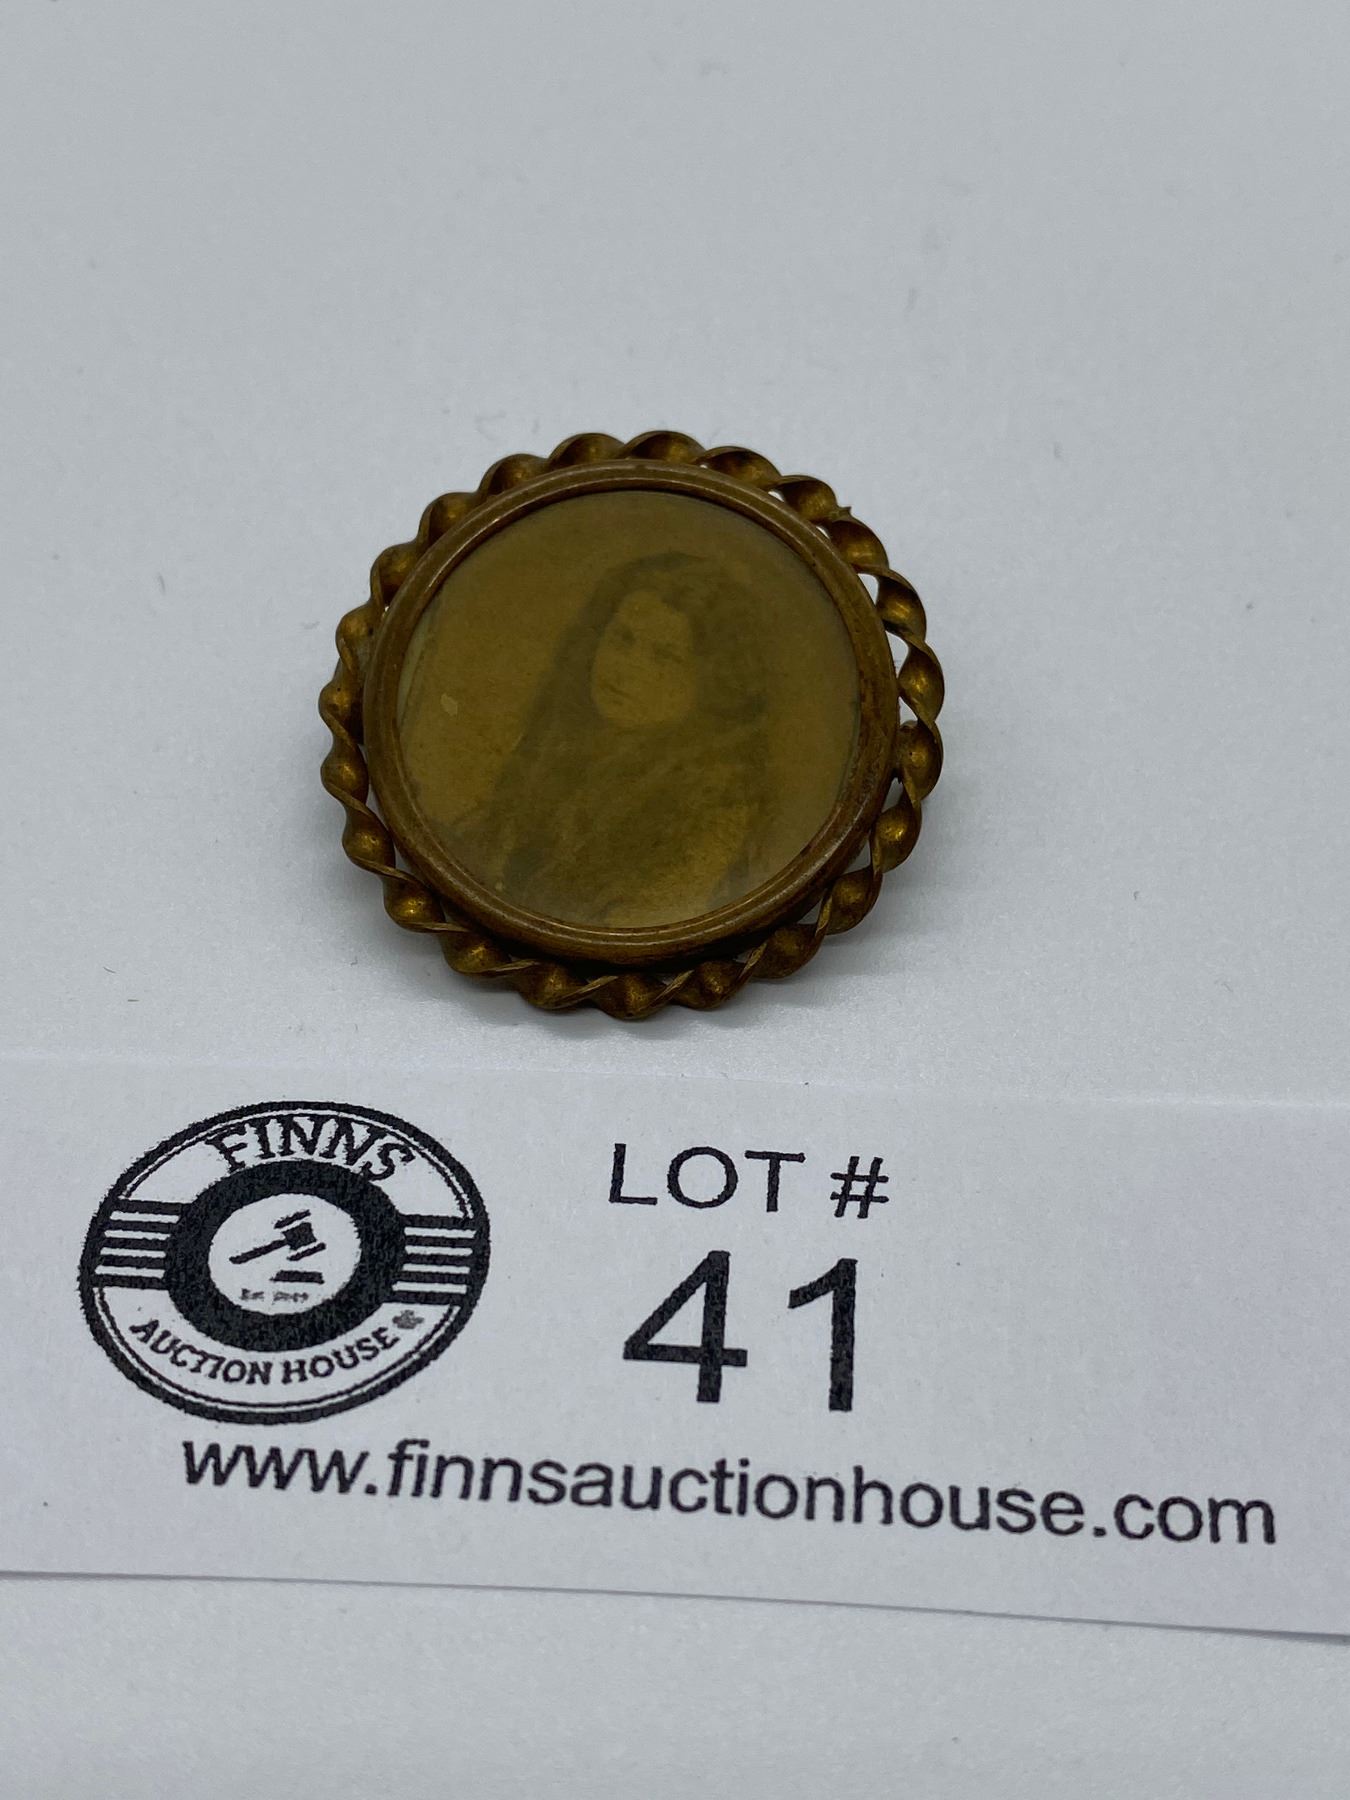 FINNS
AUCTION HOUSE
LOT #
41
www.finnsauctionhouse.com